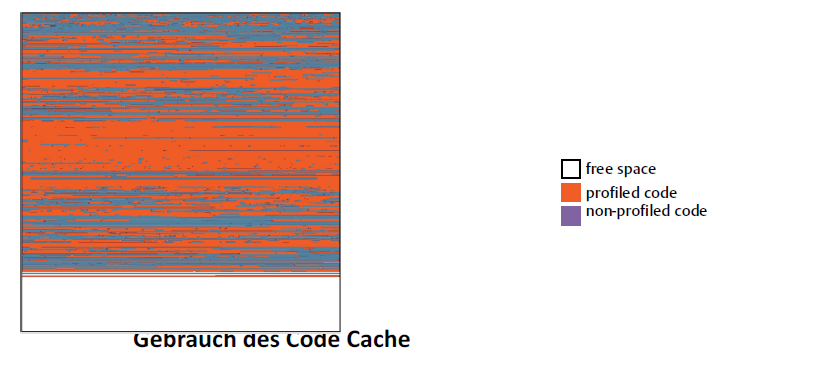 free space
profiled code
non-profiled code
Gebrauch des Code Cache